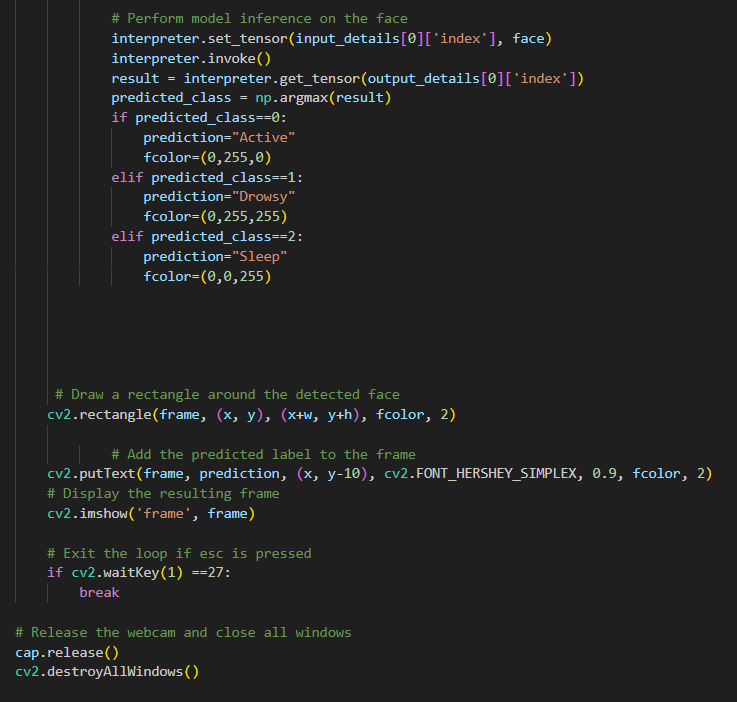 # Perform model inference on the face
interpreter.set_tensor(input_details[0]['index'], face)
interpreter.invoke()
result = interpreter.get_tensor(output_details[0]['index'])
predicted_class = np.argmax(result)
if predicted_class==0:
prediction="Active"
fcolor=(0,255,0)
elif predicted_class==1:
prediction="Drowsy"
fcolor=(0,255,255)
elif predicted_class==2:
prediction="Sleep"
fcolor=(0,0,255)
# Draw a rectangle around the detected face
cv2.rectangle(frame, (x, y), (x+w, y+h), fcolor, 2)
# Add the predicted label to the frame
cv2.putText(frame, prediction, (x, y-10), cv2.FONT_HERSHEY_SIMPLEX, 0.9, fcolor, 2)
# Display the resulting frame
cv2.imshow('frame', frame)
# Exit the loop if esc is pressed
if cv2.waitKey(1) ==27:
break
# Release the webcam and close all windows
cap.release()
cv2.destroyAllWindows()